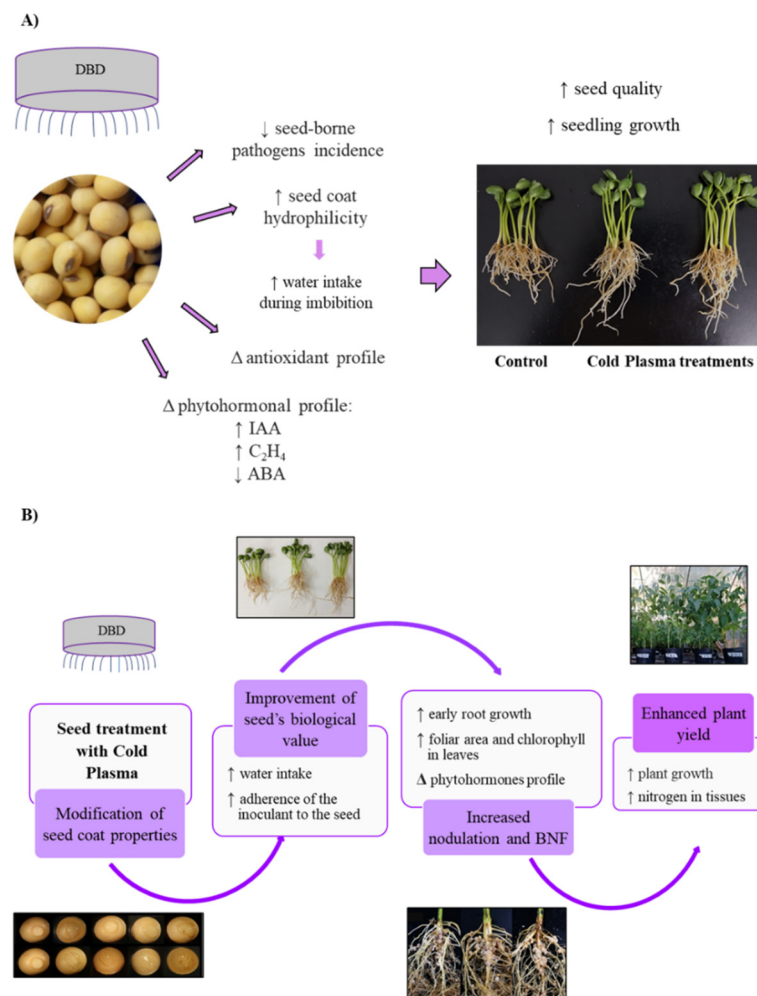 A)
DBD
↓ seed-borne
pathogens incidence
↑ seed coat
hydrophilicity
↑ water intake
during imbibition
Δ antioxidant profile
Δ phytohormonal profile:
↑ IAA
↑ C₂H₄
↓ ABA
↑ seed quality
↑ seedling growth
Control
Cold Plasma treatments
B)
DBD
Seed treatment
with Cold
Plasma
Modification of
seed coat properties
Improvement of
seed's biological
value
↑ water intake
↑ adherence of the
inoculant to the seed
↑ early root growth
↑ foliar area and chlorophyll
in leaves
Δ phytohormones profile
Increased
nodulation and BNF
Enhanced plant
yield
↑ plant growth
↑ nitrogen in tissues